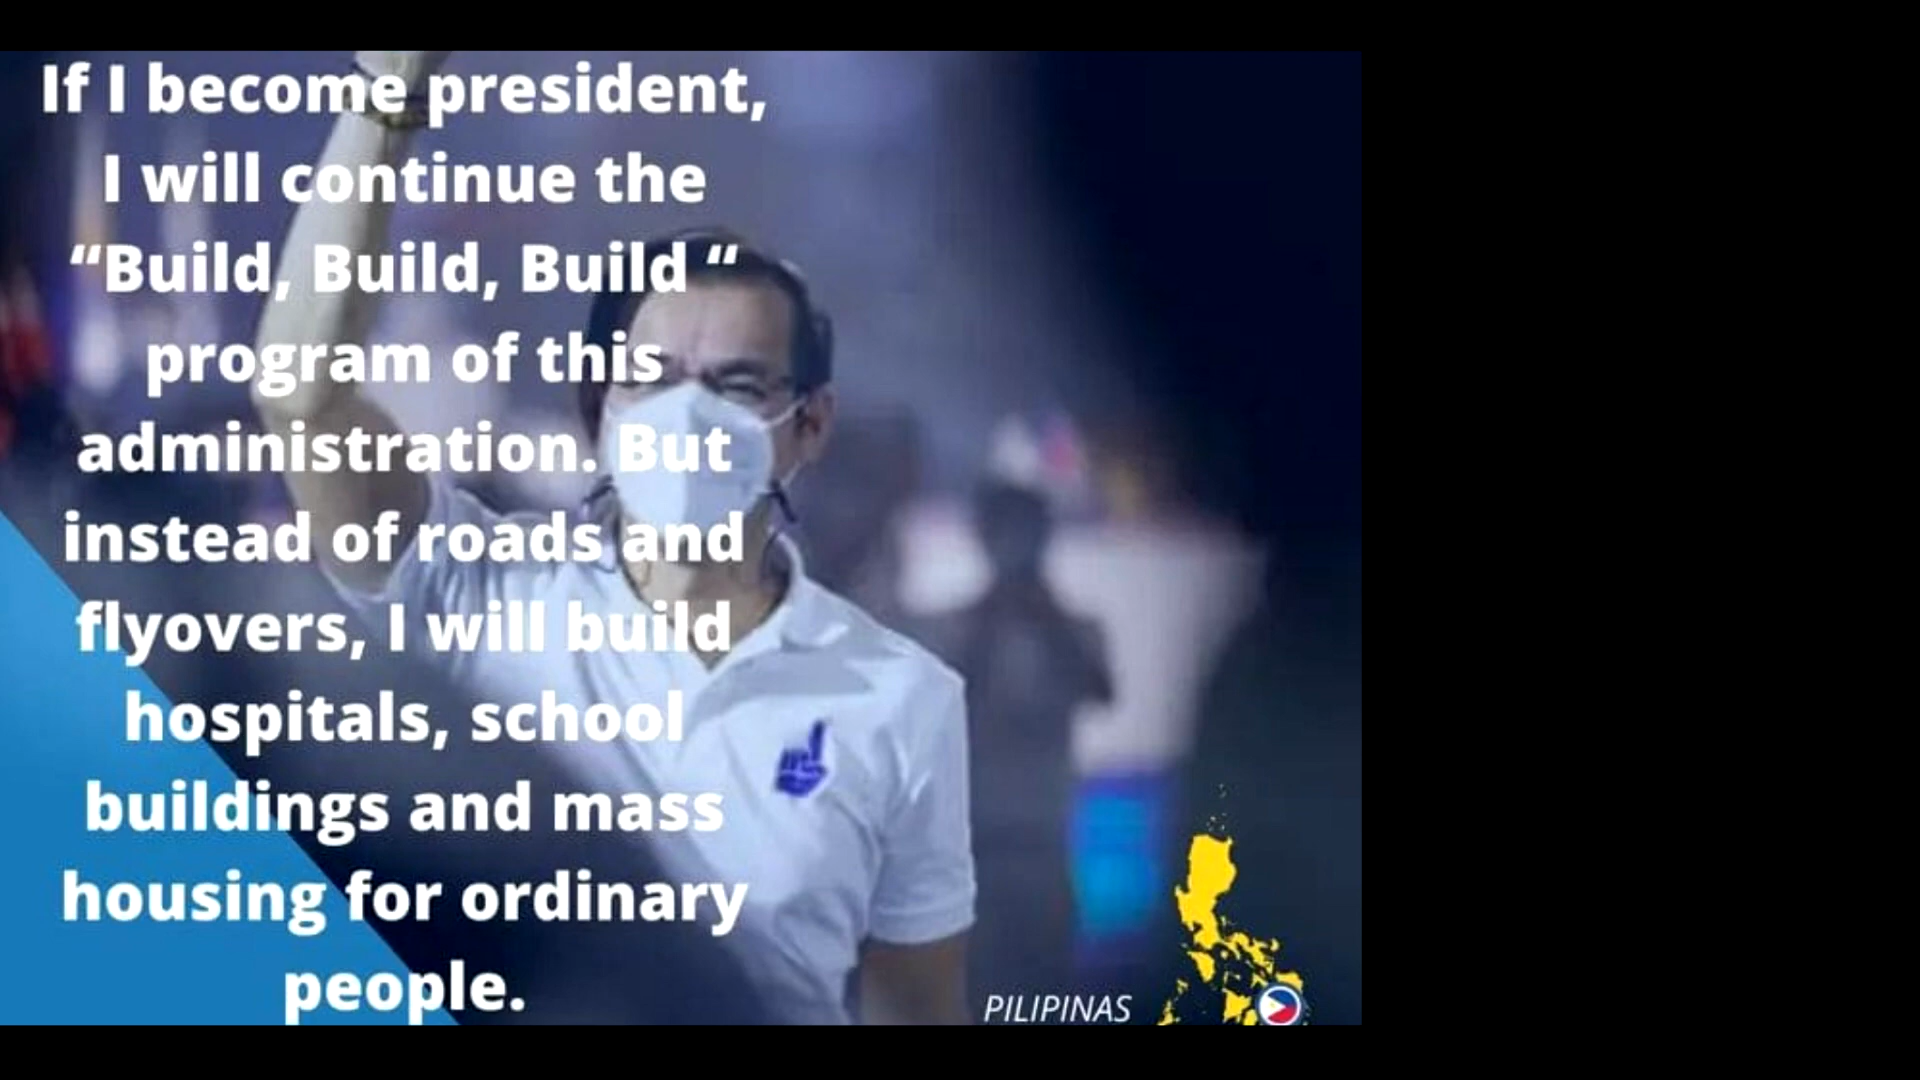 If I become president,
I will continue the
“Build, Build, Build “
program of this
administration. But
instead of roads and
flyovers, I will build
hospitals, school
buildings and mass
housing for ordinary
people.
PILIPINAS